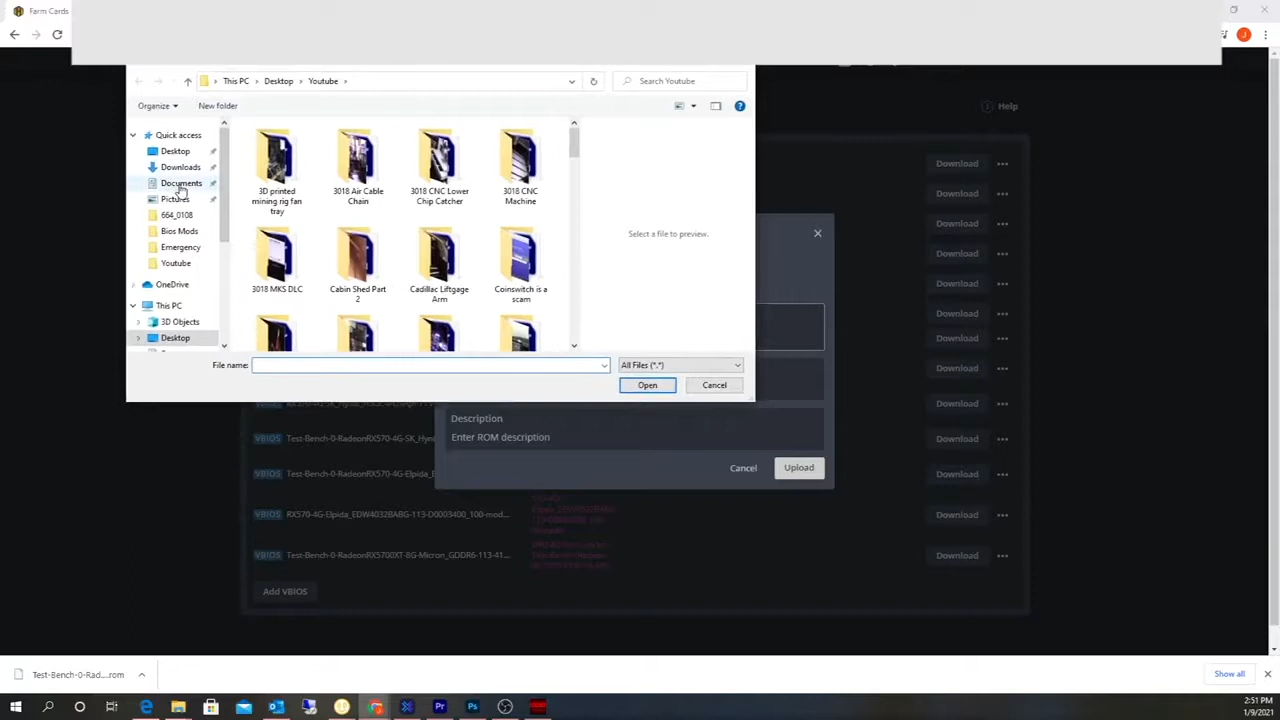 Farm Cards
This PC > Desktop > Youtube >
Search Youtube
Organize
New folder
Help
Quick access
Desktop
Downloads
Documents
Pictures
664_0108
Bios Mods
Emergency
Youtube
OneDrive
This PC
3D Objects
Desktop
3D printed
mining rig fan
tray
3018 Air Cable
Chain
3018 CNC Lower
Chip Catcher
3018 CNC
Machine
3018 MKS DLC
Cabin Shed Part
2
Cadillac Liftgage
Arm
Coinswitch is a
scam
Select a file to preview.
File name:
All Files (*.*)
Open
Cancel
Download
Download
Download
Download
Download
Download
Download
Download
Download
Download
Download
Download
Download
Description
Enter ROM description
Cancel
Upload
VBIOS Test-Bench-0-RadeonRX570-4G-SK_Hyni
VBIOS Test-Bench-0-RadeonRX570-4G-Elpida_E
VBIOS RX570-4G-Elpida_EDW4032BABG-113-D0003400_100-mod...
VBIOS Test-Bench-0-RadeonRX5700XT-8G-Micron_GDDR6-113-41...
Add VBIOS
Test-Bench-0-Rad....rom
Show all
J
2:51 PM
1/9/2021